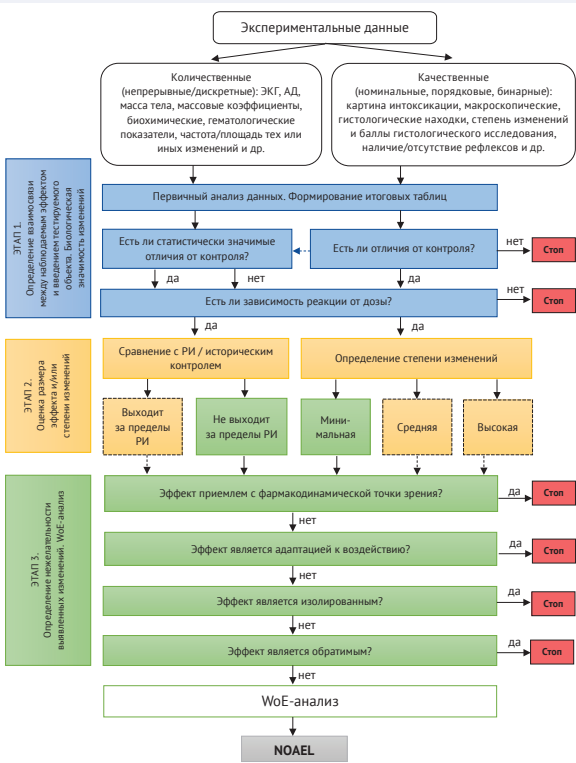 Экспериментальные данные
Количественные
(непрерывные/дискретные): ЭКГ, АД,
масса тела, массовые коэффициенты,
биохимические, гематологические
показатели, частота/площадь тех или
иных изменений и др.
Качественные
(номинальные, порядковые, бинарные):
картина интоксикации, макроскопические,
гистологические находки, степень изменений
и баллы гистологического исследования,
наличие/отсутствие рефлексов и др.
ЭТАП 1.
Определение взаимосвязи
между наблюдаемым эффектом
и введением тестируемого
объекта. Биологическая
значимость изменений
Первичный анализ данных. Формирование итоговых таблиц
Есть ли статистически значимые
отличия от контроля?
Есть ли отличия от контроля?
нет
Стоп
да
нет
да
Есть ли зависимость реакции от дозы?
нет
Стоп
да
да
ЭТАП 2.
Оценка размера
эффекта и/или
степени изменений
Сравнение с РИ / историческим
контролем
Определение степени изменений
Выходит
за пределы
РИ
Не выходит
за пределы РИ
Мини-
мальная
Средняя
Высокая
ЭТАП 3.
Определение нежелательности
выявленных изменений. WoE-анализ
Эффект приемлем с фармакодинамической точки зрения?
да
Стоп
нет
Эффект является адаптацией к воздействию?
да
Стоп
нет
Эффект является изолированным?
да
Стоп
нет
Эффект является обратимым?
да
Стоп
нет
WoE-анализ
NOAEL